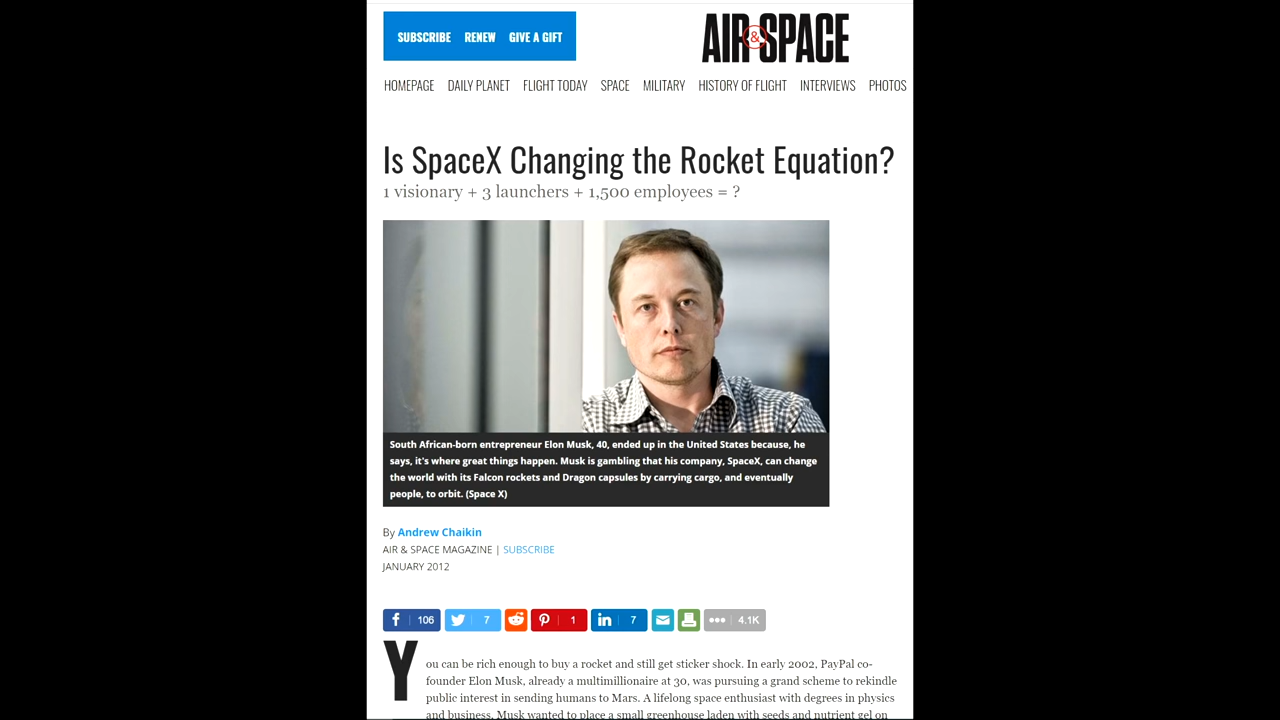 SUBSCRIBE RENEW GIVE A GIFT
AIR & SPACE
HOMEPAGE DAILY PLANET FLIGHT TODAY SPACE MILITARY HISTORY OF FLIGHT INTERVIEWS PHOTOS
Is SpaceX Changing the Rocket Equation?
1 visionary + 3 launchers + 1,500 employees = ?
South African-born entrepreneur Elon Musk, 40, ended up in the United States because, he
says, it's where great things happen. Musk is gambling that his company, SpaceX, can change
the world with its Falcon rockets and Dragon capsules by carrying cargo, and eventually
people, to orbit. (Space X)
By Andrew Chaikin
AIR & SPACE MAGAZINE | SUBSCRIBE
JANUARY 2012
f 106 7 1 in 7 ••• 4.1K
You can be rich enough to buy a rocket and still get sticker shock. In early 2002, PayPal co-
founder Elon Musk, already a multimillionaire at 30, was pursuing a grand scheme to rekindle
public interest in sending humans to Mars. A lifelong space enthusiast with degrees in physics
and business, Musk wanted to place a small greenhouse laden with seeds and nutrient gel on